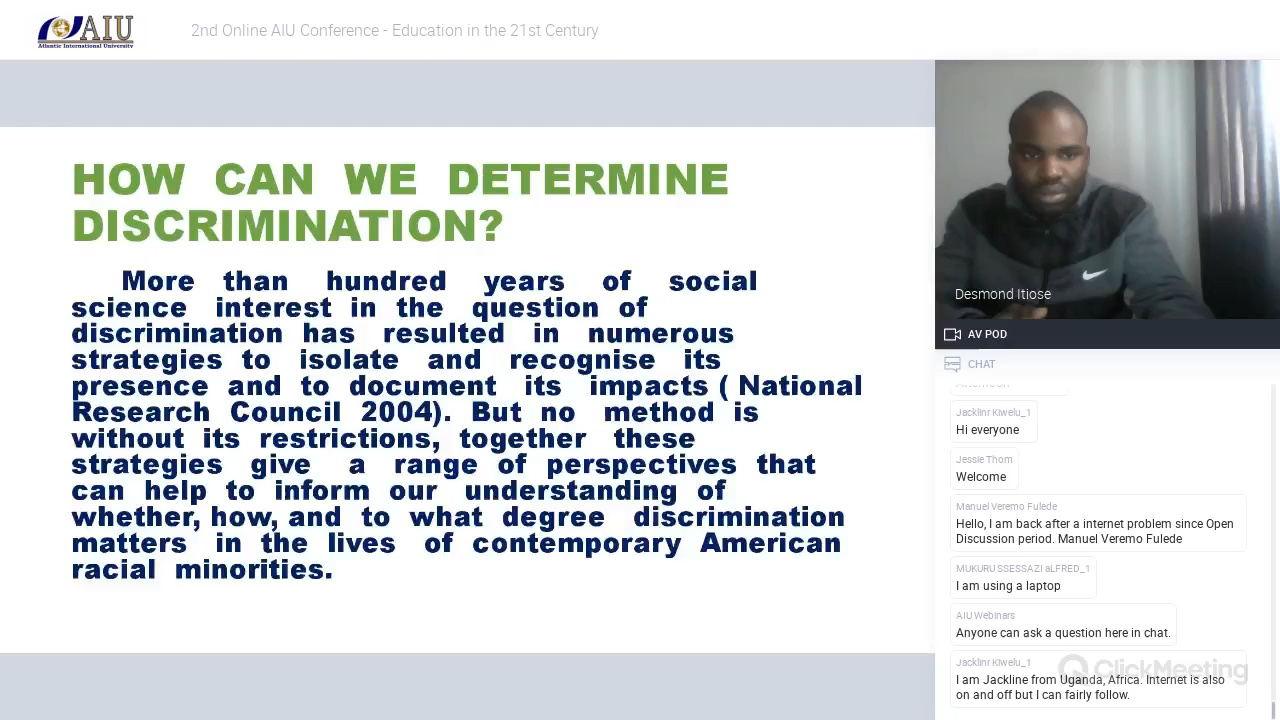 AIU
Atlantic International University
2nd Online AIU Conference - Education in the 21st Century
HOW CAN WE DETERMINE
DISCRIMINATION?
More than hundred years of social
science interest in the question of
discrimination has resulted in numerous
strategies to isolate and recognise its
presence and to document its impacts ( National
Research Council 2004). But no method is
without its restrictions, together these
strategies give a range of perspectives that
can help to inform our understanding of
whether, how, and to what degree discrimination
matters in the lives of contemporary American
racial minorities.
Desmond Itiose
AV POD
CHAT
Afternoon
Jacklinr Kiwelu_1
Hi everyone
Jessie Thom
Welcome
Manuel Veremo Fulede
Hello, I am back after a internet problem since Open
Discussion period. Manuel Veremo Fulede
MUKURU SSESSAZI aLFRED_1
I am using a laptop
AIU Webinars
Anyone can ask a question here in chat.
Jacklinr Kiwelu_1
I am Jackline from Uganda, Africa. Internet is also
on and off but I can fairly follow.
ClickMeeting